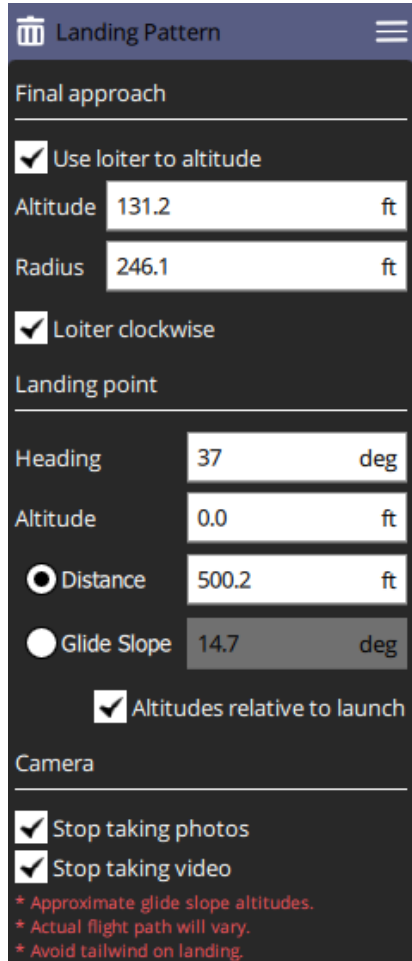 Landing Pattern
Final approach
Use loiter to altitude
Altitude 131.2 ft
Radius 246.1 ft
Loiter clockwise
Landing point
Heading 37 deg
Altitude 0.0 ft
Distance 500.2 ft
Glide Slope 14.7 deg
Altitudes relative to launch
Camera
Stop taking photos
Stop taking video
* Approximate glide slope altitudes.
* Actual flight path will vary.
* Avoid tailwind on landing.